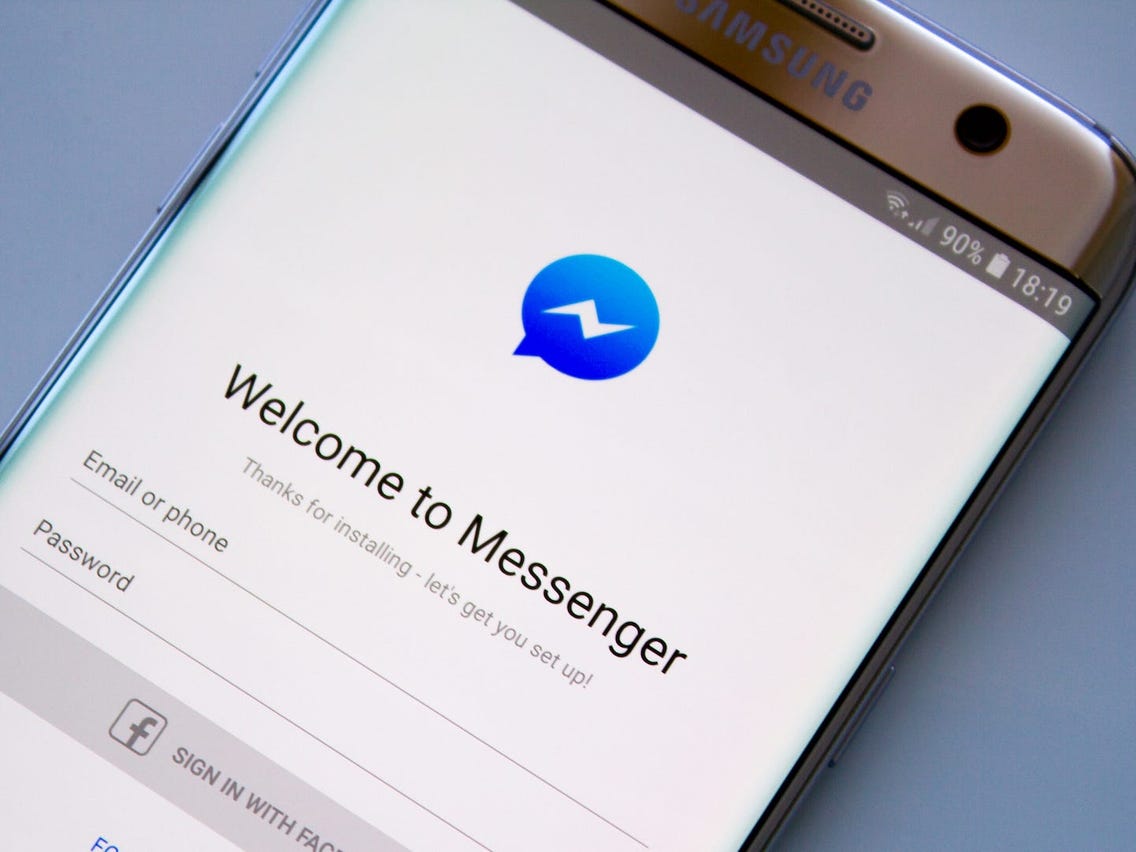 SAMSUNG
90% 18:19
Welcome to Messenger
Thanks for installing - let's get you set up!
Email or phone
Password
SIGN IN WITH